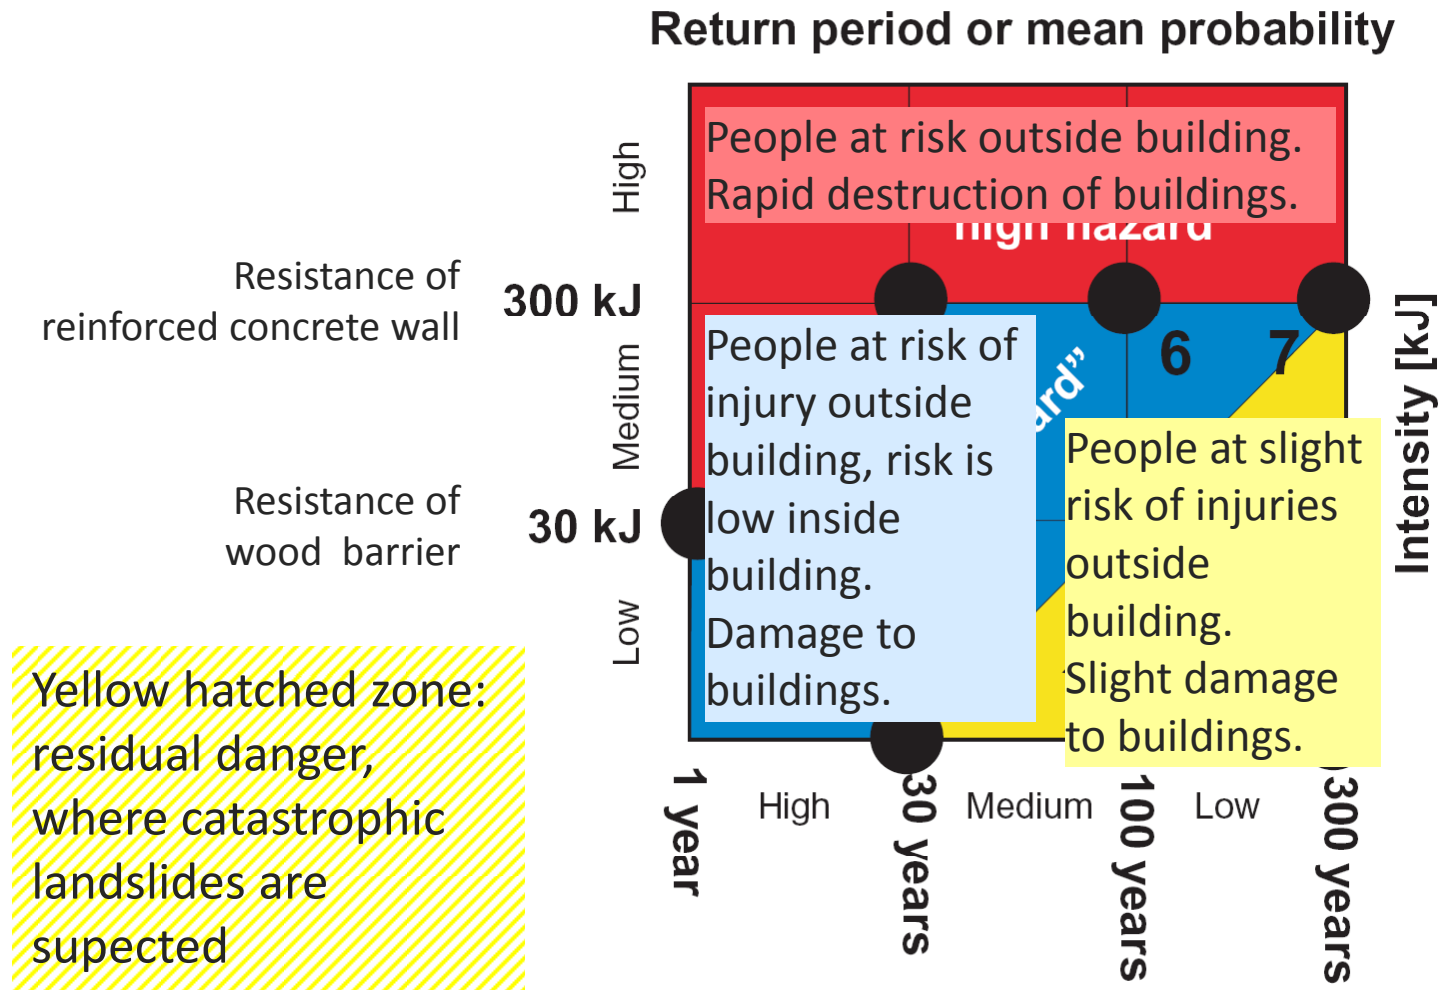 Return period or mean probability
People at risk outside building.
Rapid destruction of buildings.
high hazard
High
Resistance of
reinforced concrete wall
300 kJ
6
7
People at risk of
injury outside
building, risk is
low inside
building.
Damage to
buildings.
ard”
Medium
People at slight
risk of injuries
outside
building.
Slight damage
to buildings.
Intensity [kJ]
Resistance of
wood barrier
30 kJ
Low
Yellow hatched zone:
residual danger,
where catastrophic
landslides are
supected
1 year
High
30 years
Medium
100 years
Low
300 years